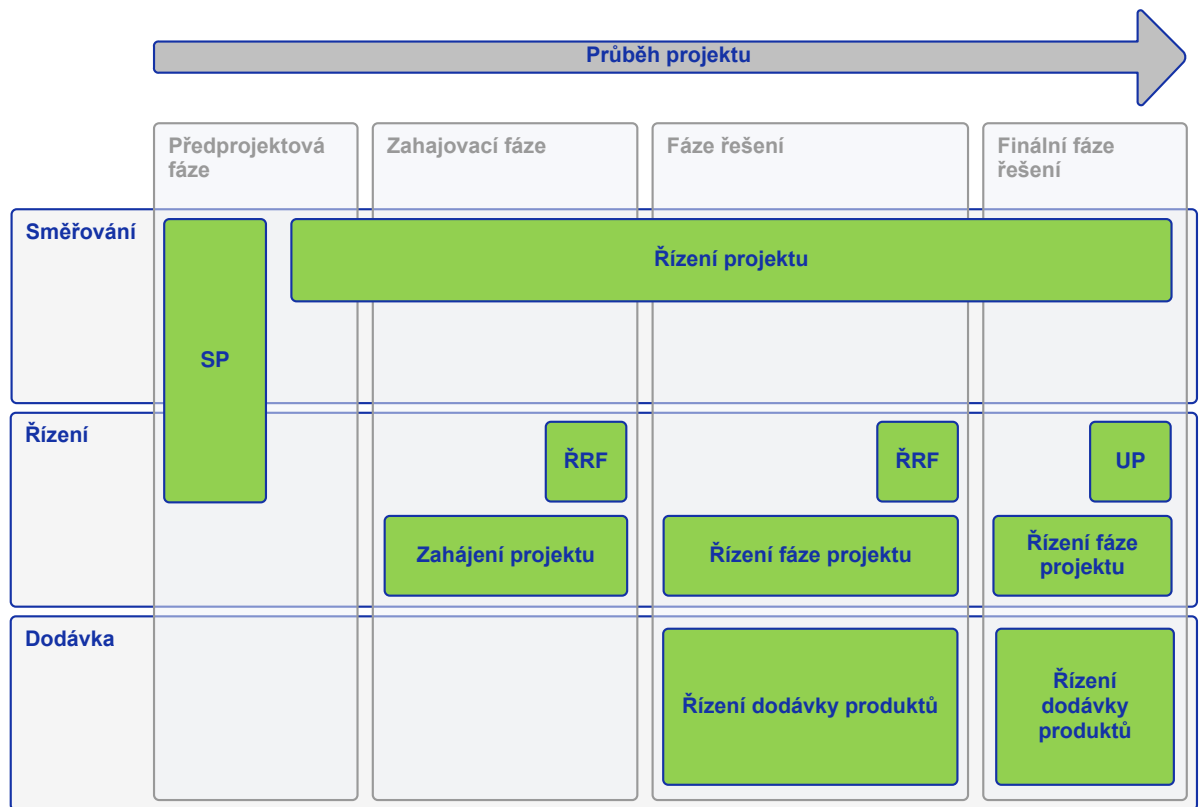 Průběh projektu
Předprojektová
fáze
Zahajovací fáze
Fáze řešení
Finální fáze
řešení
Směřování
Řízení projektu
SP
Řízení
ŘRF
ŘRF
UP
Zahájení projektu
Řízení fáze projektu
Řízení fáze
projektu
Dodávka
Řízení dodávky produktů
Řízení
dodávky
produktů